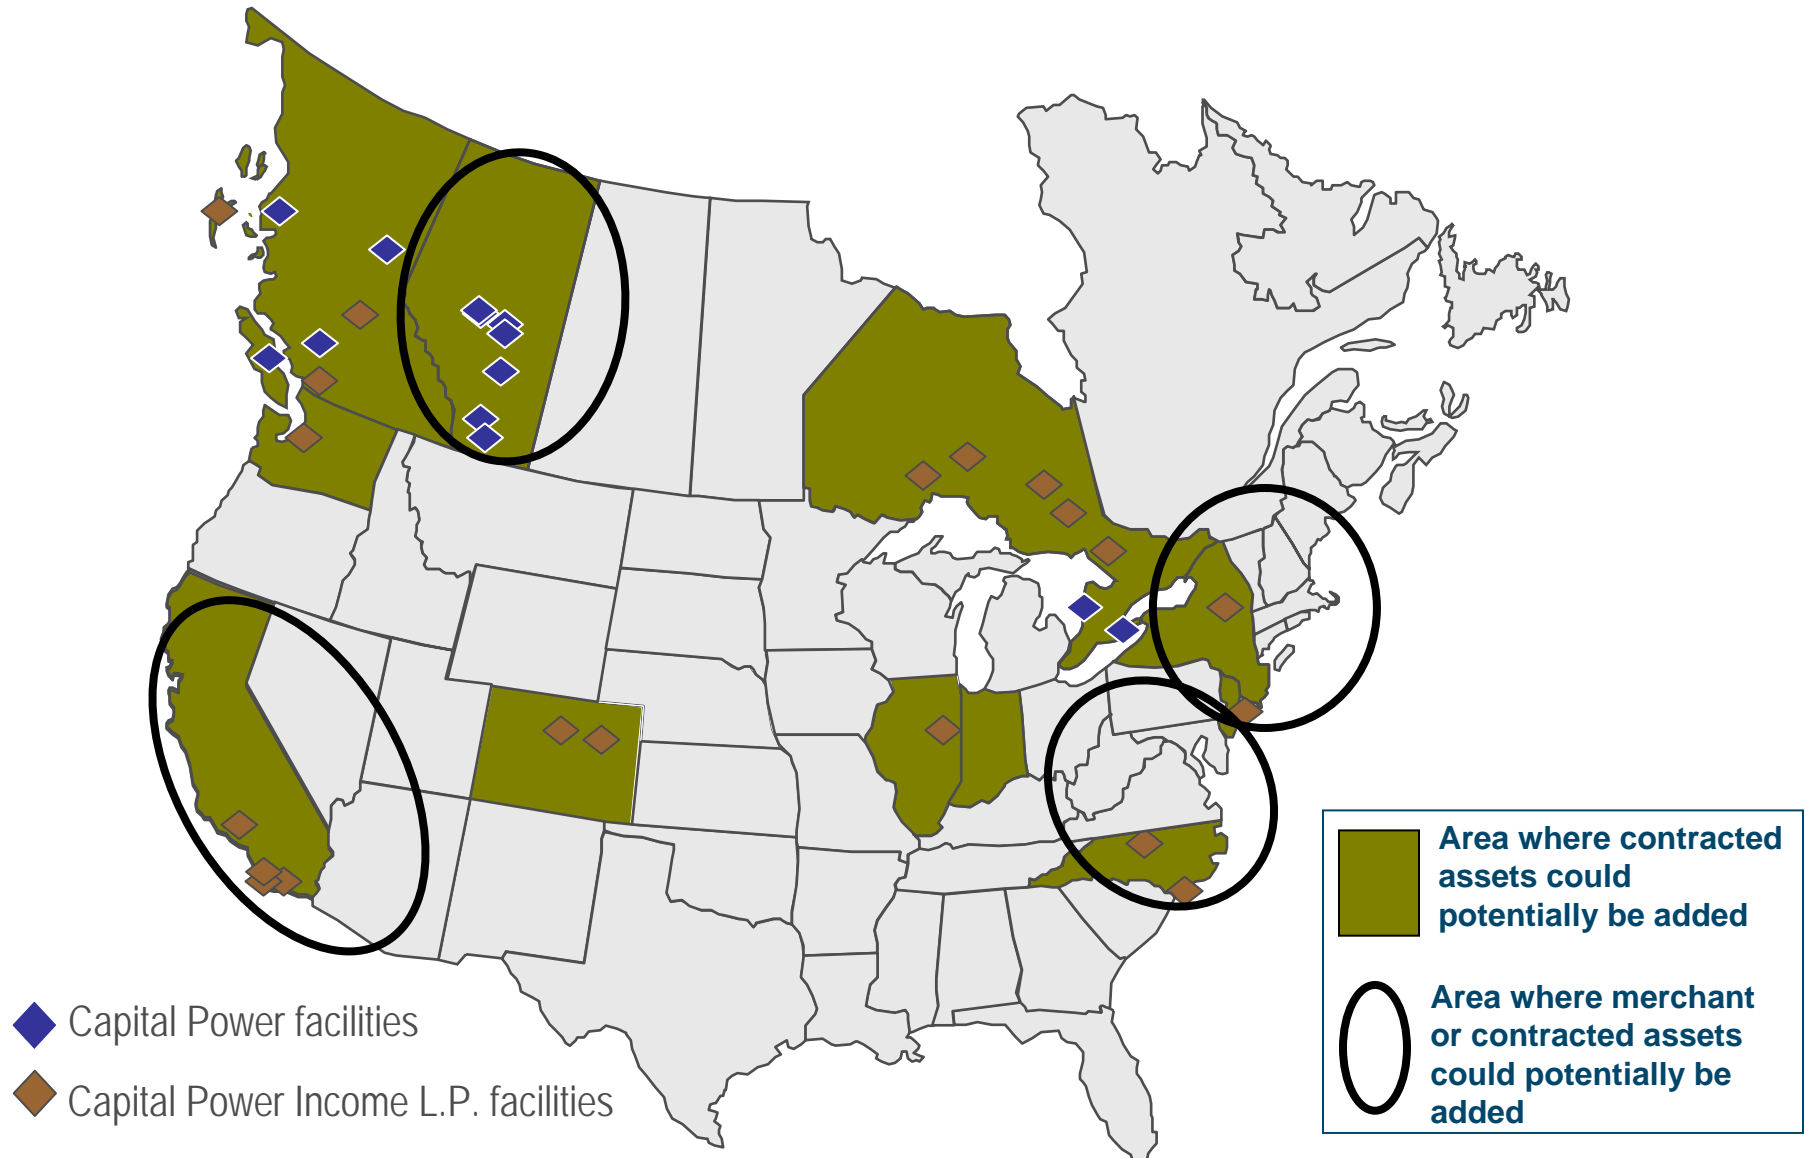 Area where contracted
assets could
potentially be added
Area where merchant
or contracted assets
could potentially be
added
Capital Power facilities
Capital Power Income L.P. facilities